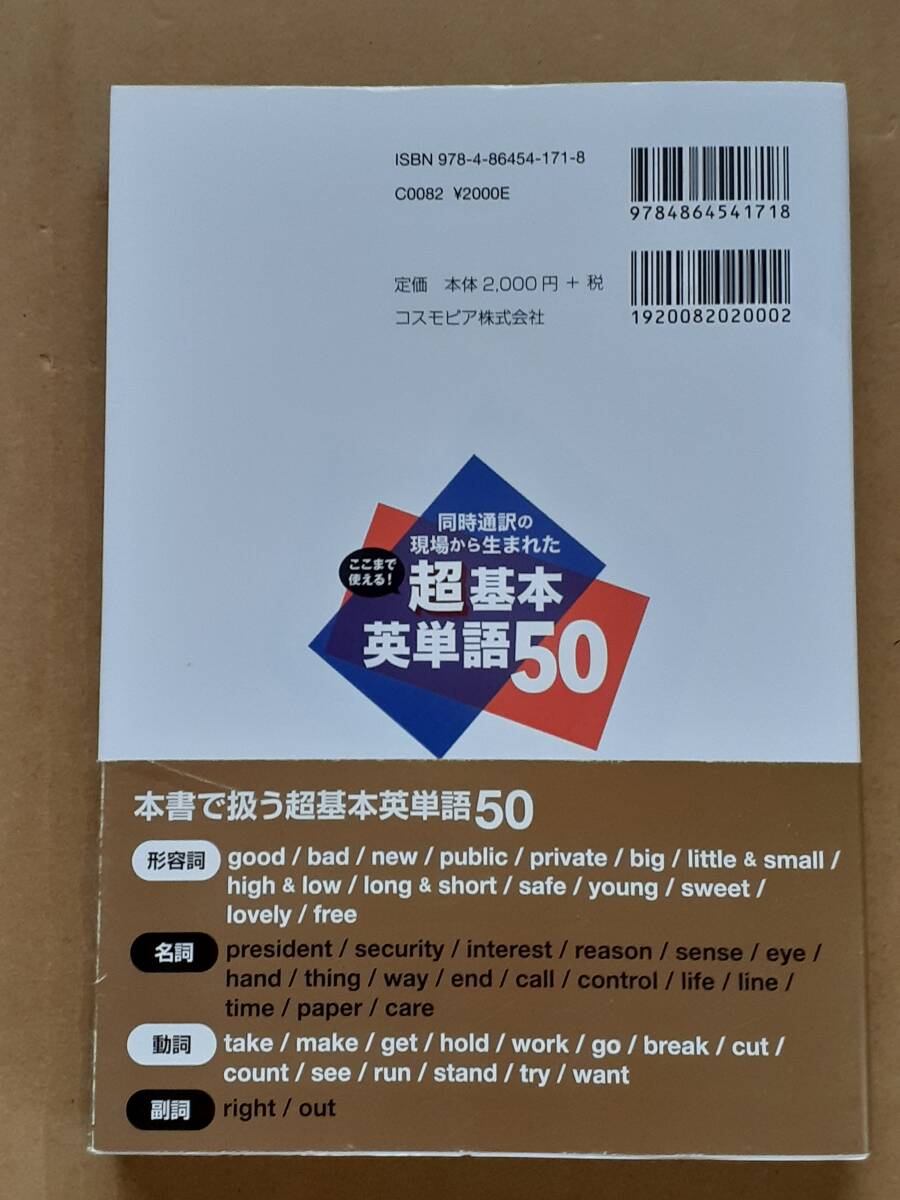 ISBN 978-4-86454-171-8
C0082 ¥2000E
9784864541718
定価 本体2,000円 + 税
コスモピア株式会社
1920082020002
同時通訳の
現場から生まれた
ここまで
使える!
超基本
英単語50
本書で扱う超基本英単語50
形容詞 good / bad / new / public / private / big / little & small /
high & low / long & short / safe / young / sweet /
lovely / free
名詞 president / security / interest / reason / sense / eye /
hand / thing / way / end / call / control / life / line /
time / paper / care
動詞 take / make / get / hold / work / go / break / cut /
count / see / run / stand / try / want
副詞 right / out